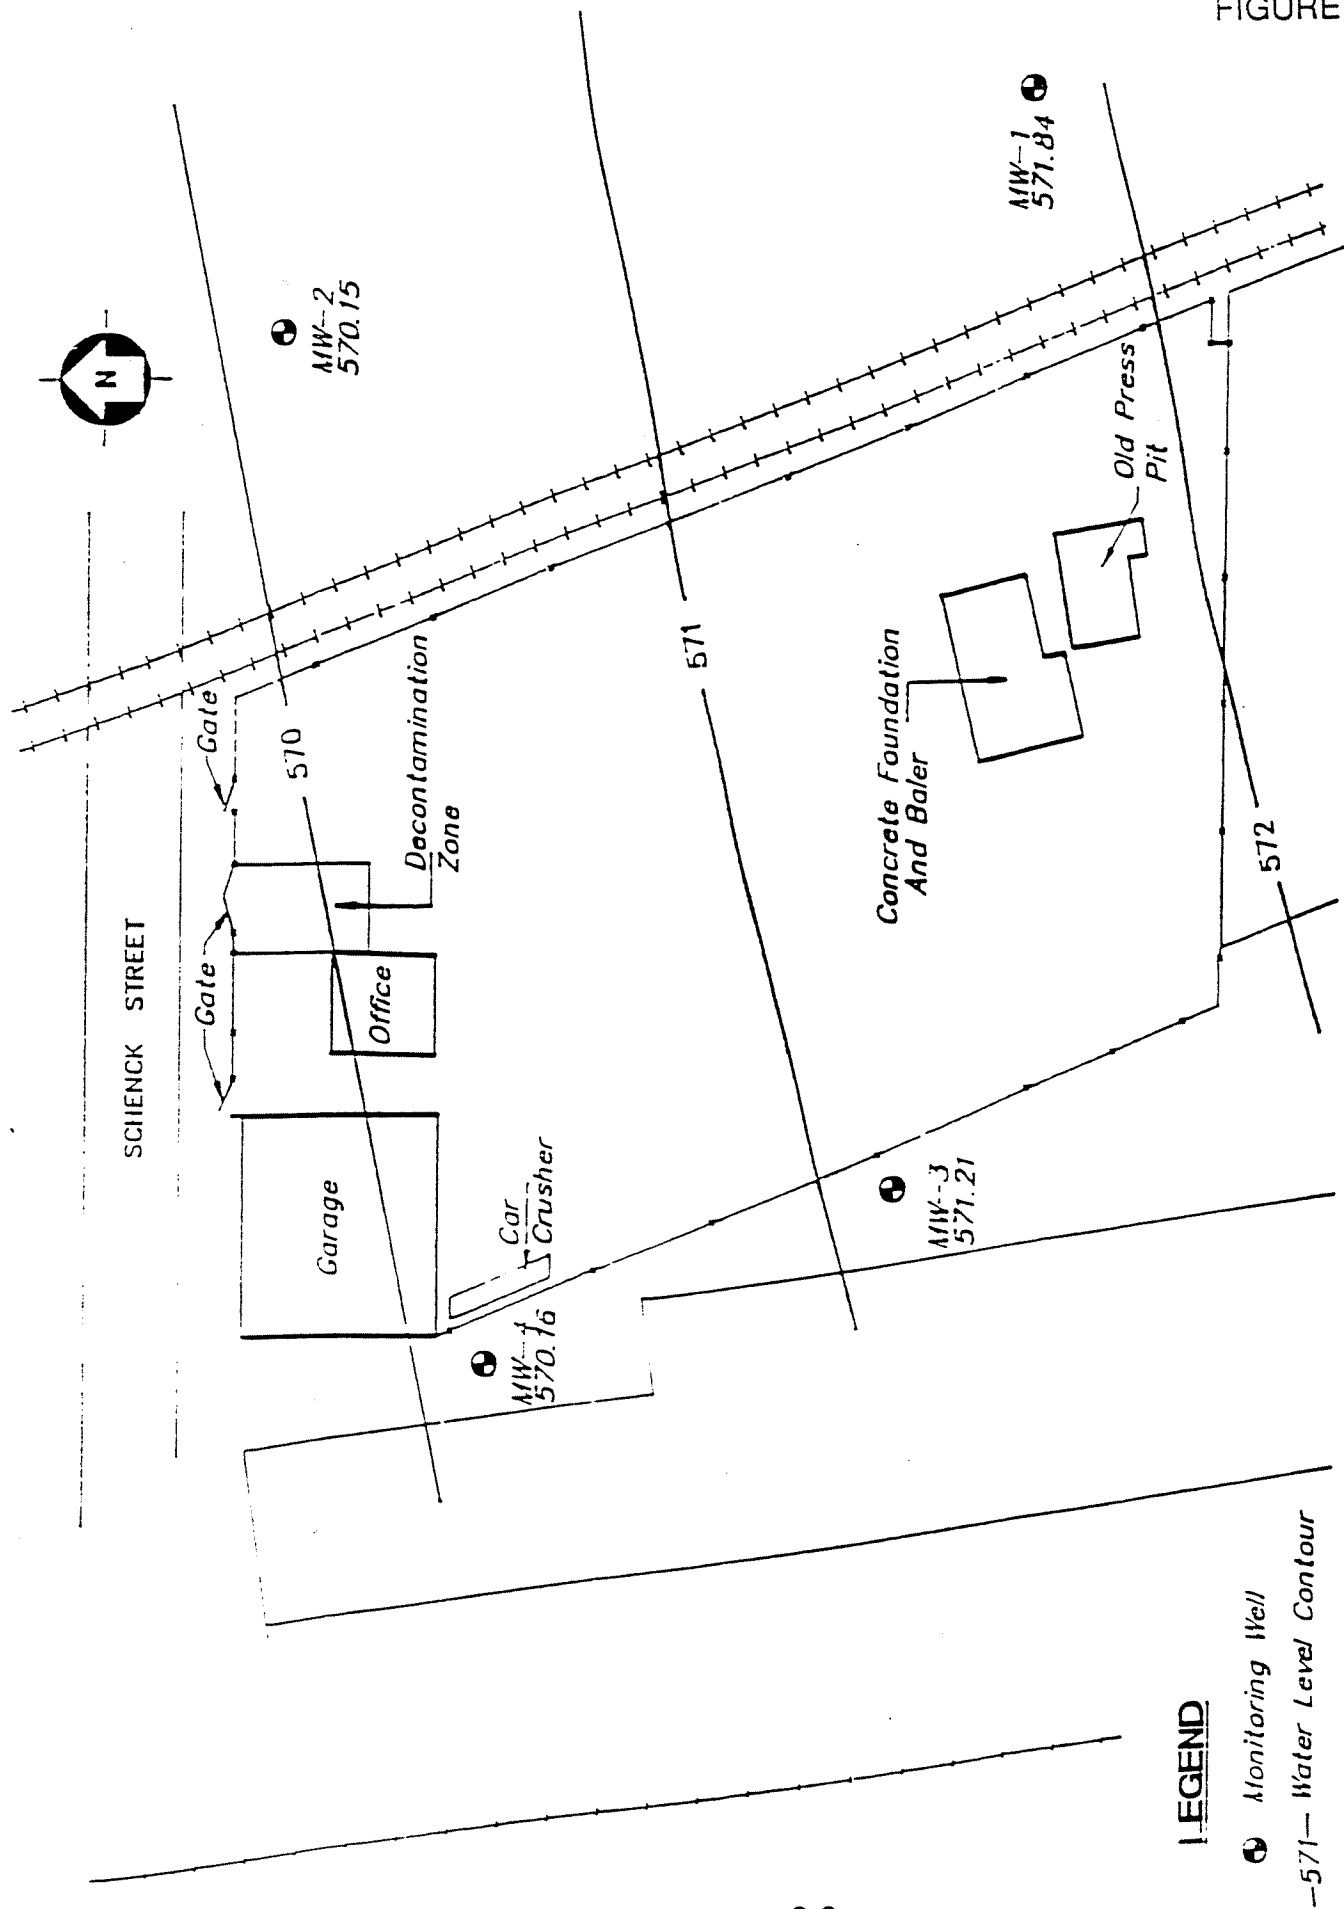 FIGURE
N
SCHENCK STREET
Gate
Gate
570
MW-2
570.15
Decontamination
Zone
Office
Garage
Car
Crusher
MW-4
570.16
571
MW-1
571.84
Old Press
Pit
Concrete Foundation
And Baler
MW-3
571.21
572
LEGEND
Monitoring Well
—571— Water Level Contour